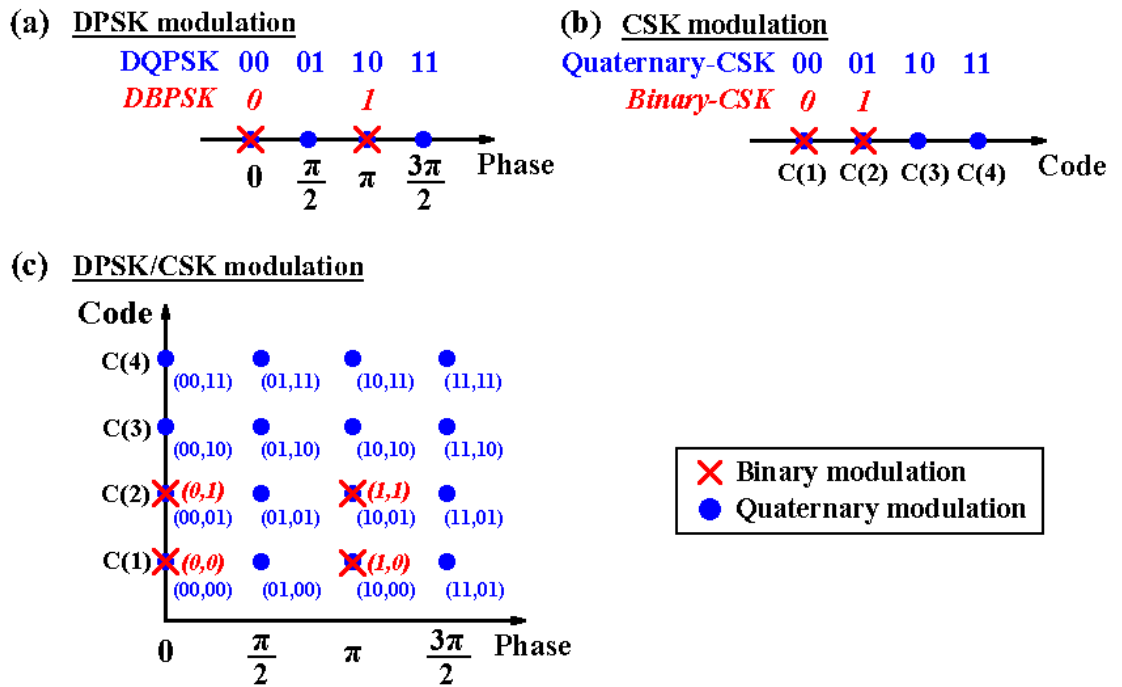 (a) DPSK modulation
DQPSK 00 01 10 11
DBPSK 0 1
Phase
0 π/2 π 3π/2
(b) CSK modulation
Quaternary-CSK 00 01 10 11
Binary-CSK 0 1
C(1) C(2) C(3) C(4)
Code
(c) DPSK/CSK modulation
Code
C(4)
(00,11) (01,11) (10,11) (11,11)
C(3)
(00,10) (01,10) (10,10) (11,10)
C(2) (0,1) (1,1)
(00,01) (01,01) (10,01) (11,01)
C(1) (0,0) (1,0)
(00,00) (01,00) (10,00) (11,01)
0 π/2 π 3π/2 Phase
Binary modulation
Quaternary modulation